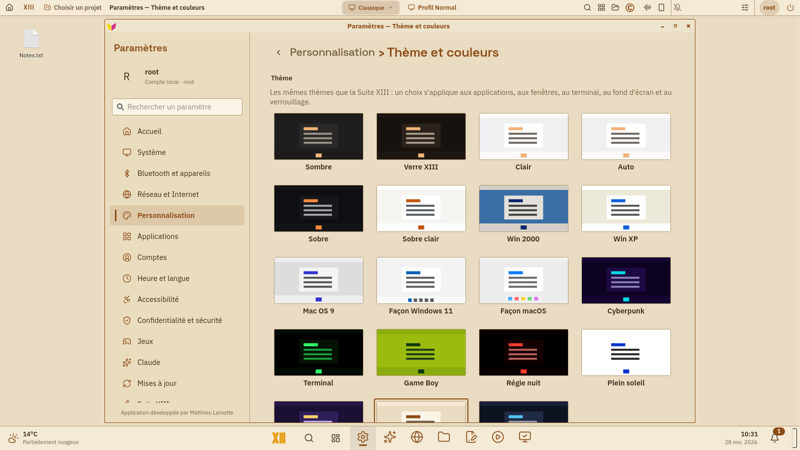 XIII
Choisir un projet
Paramètres — Thème et couleurs
Classique
Profil Normal
root
Notes.txt
Paramètres — Thème et couleurs
Paramètres
R
root
Compte local · root
Rechercher un paramètre
Accueil
Système
Bluetooth et appareils
Réseau et Internet
Personnalisation
Applications
Comptes
Heure et langue
Accessibilité
Confidentialité et sécurité
Jeux
Claude
Mises à jour
Application développée par Matthieu Lamotte
Personnalisation > Thème et couleurs
Thème
Les mêmes thèmes que la Suite XIII : un choix s'applique aux applications, aux fenêtres, au terminal, au fond d'écran et au
verrouillage.
Sombre
Verre XIII
Clair
Auto
Sobre
Sobre clair
Win 2000
Win XP
Mac OS 9
Façon Windows 11
Façon macOS
Cyberpunk
Terminal
Game Boy
Régie nuit
Plein soleil
14°C
Partiellement nuageux
XIII
10:31
28 nov. 2026
1